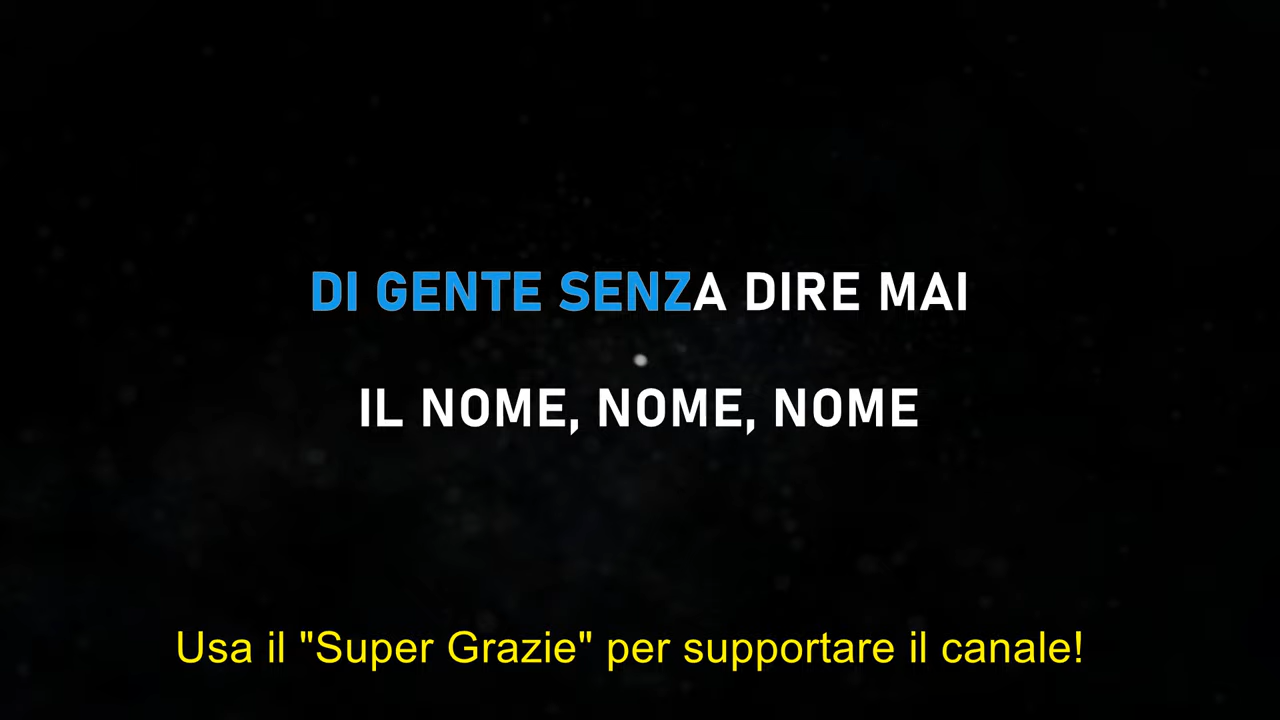 DI GENTE SENZA DIRE MAI
IL NOME, NOME, NOME
Usa il "Super Grazie" per supportare il canale!